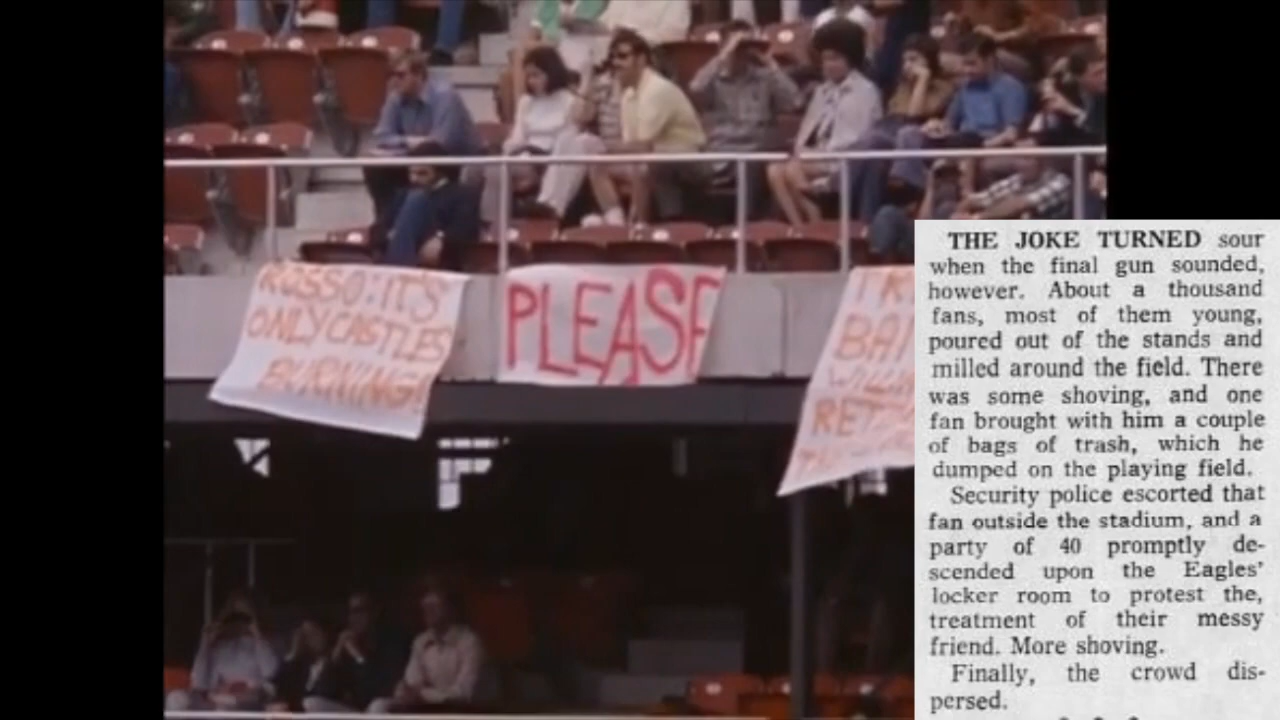 ROSSO: IT'S
ONLY CASTLES
BURNING!
PLEASE
THE JOKE TURNED sour
when the final gun sounded,
however. About a thousand
fans, most of them young,
poured out of the stands and
milled around the field. There
was some shoving, and one
fan brought with him a couple
of bags of trash, which he
dumped on the playing field.
Security police escorted that
fan outside the stadium, and a
party of 40 promptly de-
scended upon the Eagles'
locker room to protest the,
treatment of their messy
friend. More shoving.
Finally, the crowd dis-
persed.